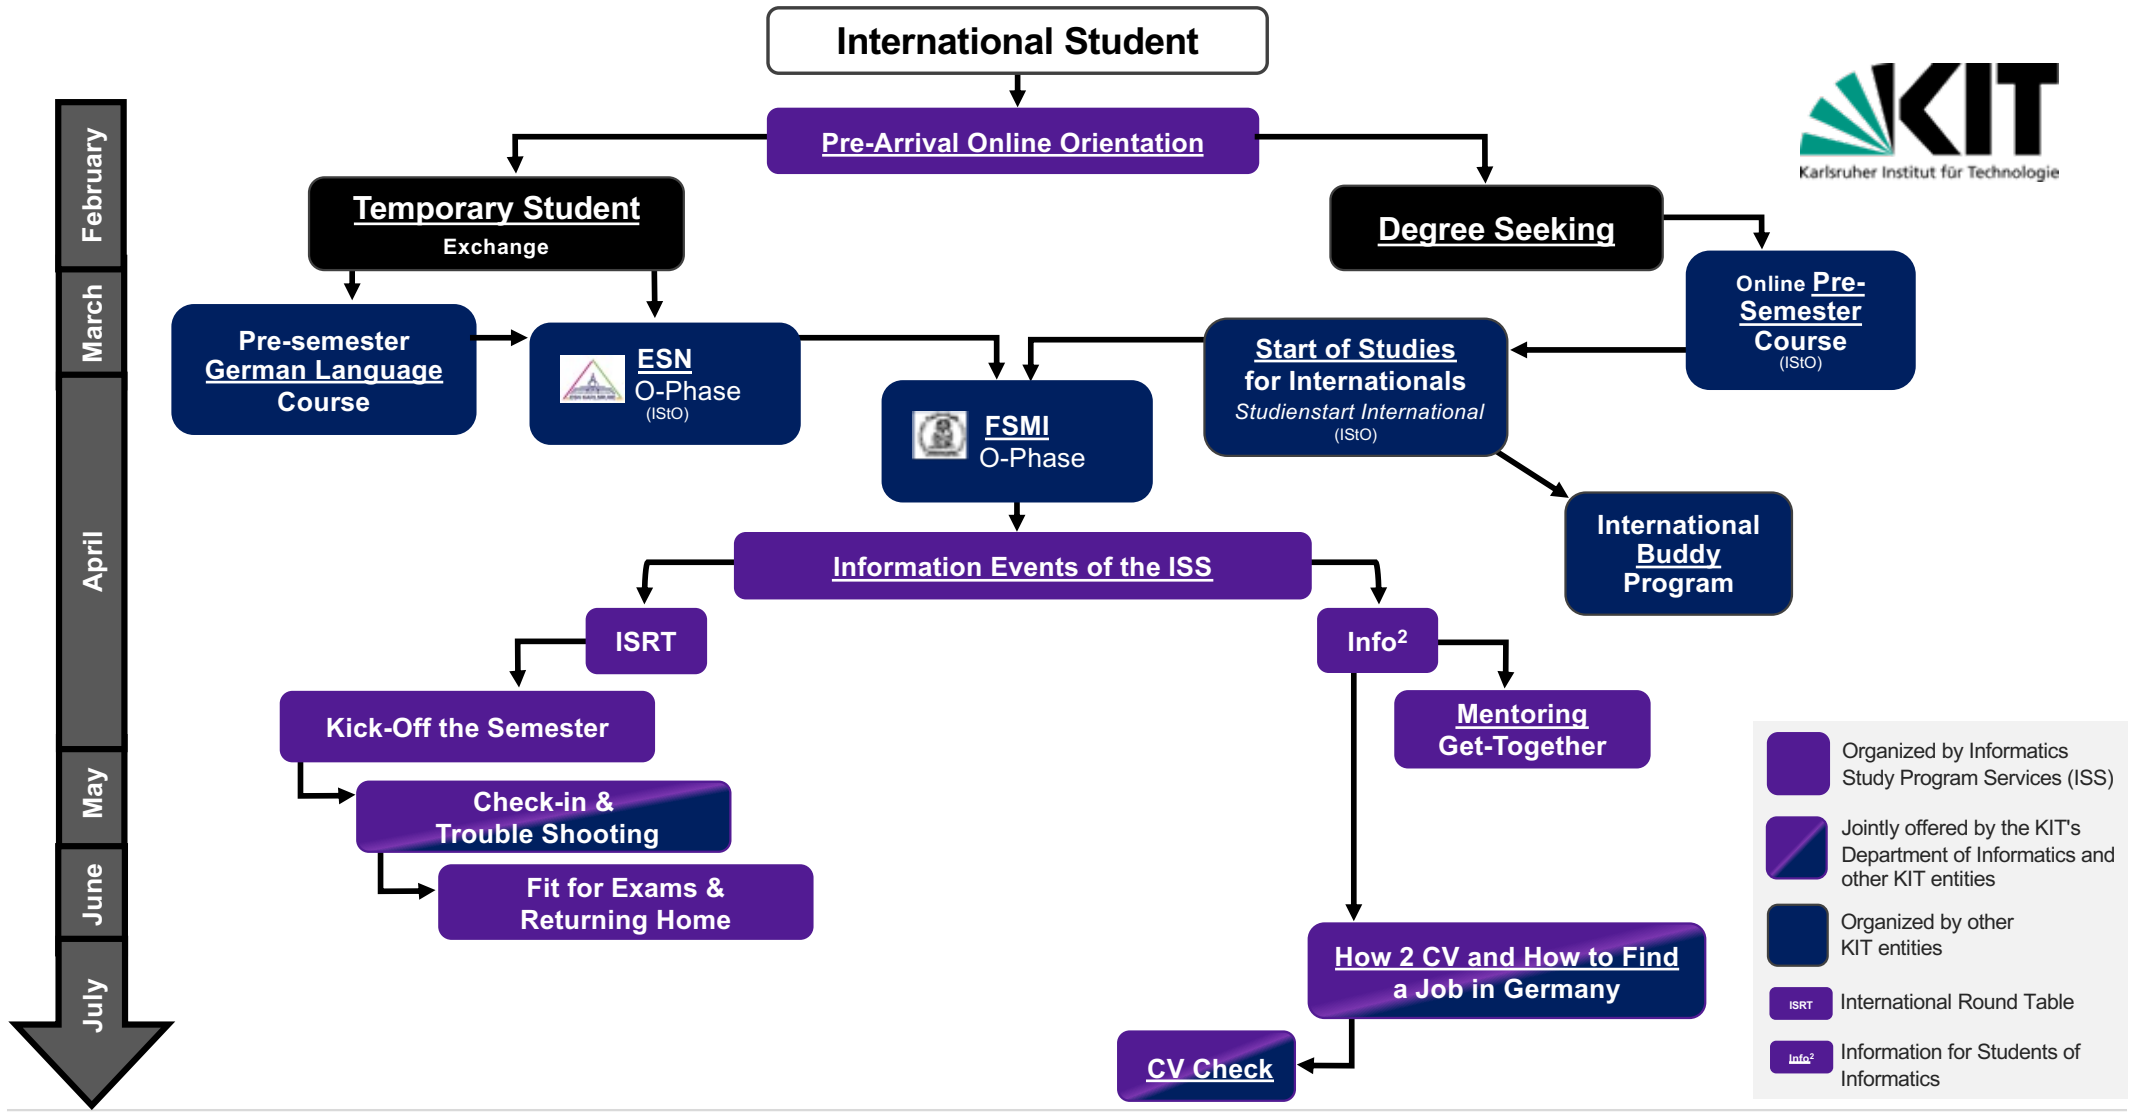 International Student
Pre-Arrival Online Orientation
KIT
Karlsruher Institut für Technologie
February
March
April
May
June
July
Temporary Student
Exchange
Degree Seeking
Pre-semester
German Language
Course
ESN
O-Phase
(IStO)
FSMI
O-Phase
Start of Studies
for Internationals
Studienstart International
(IStO)
Online Pre-
Semester
Course
(IStO)
International
Buddy
Program
Information Events of the ISS
ISRT
Info²
Kick-Off the Semester
Mentoring
Get-Together
Check-in &
Trouble Shooting
Fit for Exams &
Returning Home
How 2 CV and How to Find
a Job in Germany
CV Check
Organized by Informatics
Study Program Services (ISS)
Jointly offered by the KIT's
Department of Informatics and
other KIT entities
Organized by other
KIT entities
ISRT
International Round Table
Info²
Information for Students of
Informatics